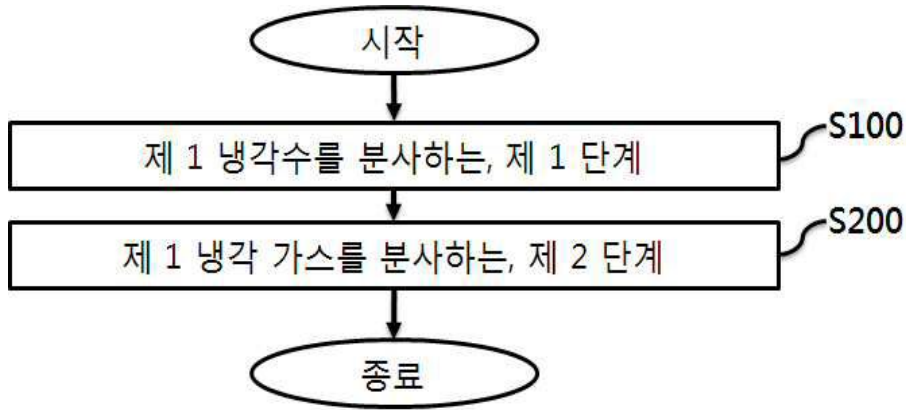 시작
제 1 냉각수를 분사하는, 제 1 단계
S100
제 1 냉각 가스를 분사하는, 제 2 단계
S200
종료